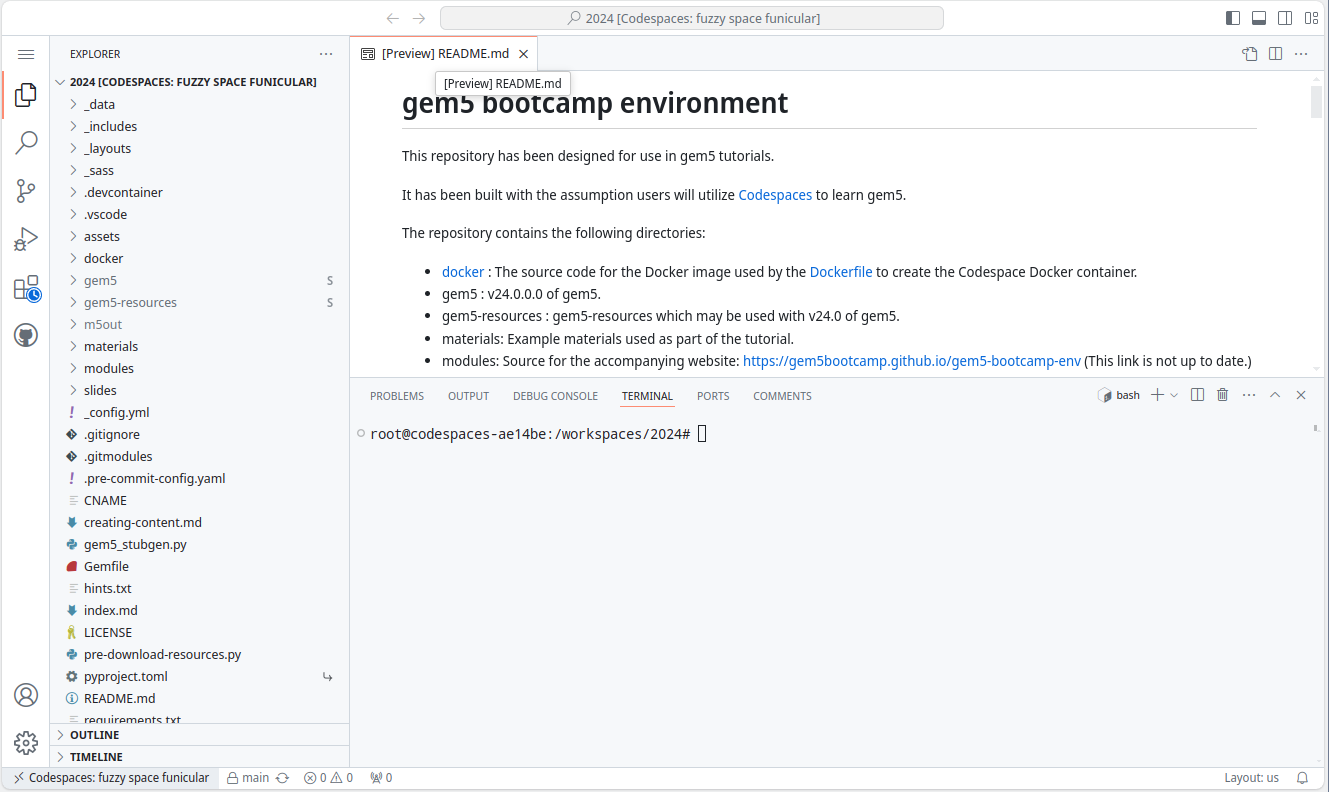 2024 [Codespaces: fuzzy space funicular]
EXPLORER
2024 [CODESPACES: FUZZY SPACE FUNICULAR]
_data
_includes
_layouts
_sass
.devcontainer
.vscode
assets
docker
gem5 S
gem5-resources S
m5out
materials
modules
slides
! _config.yml
.gitignore
.gitmodules
! .pre-commit-config.yaml
CNAME
creating-content.md
gem5_stubgen.py
Gemfile
hints.txt
index.md
LICENSE
pre-download-resources.py
pyproject.toml
README.md
requirements.txt
OUTLINE
TIMELINE
[Preview] README.md
[Preview] README.md
gem5 bootcamp environment
This repository has been designed for use in gem5 tutorials.
It has been built with the assumption users will utilize Codespaces to learn gem5.
The repository contains the following directories:
• docker : The source code for the Docker image used by the Dockerfile to create the Codespace Docker container.
• gem5 : v24.0.0.0 of gem5.
• gem5-resources : gem5-resources which may be used with v24.0 of gem5.
• materials: Example materials used as part of the tutorial.
• modules: Source for the accompanying website: https://gem5bootcamp.github.io/gem5-bootcamp-env (This link is not up to date.)
PROBLEMS OUTPUT DEBUG CONSOLE TERMINAL PORTS COMMENTS bash
root@codespaces-ae14be:/workspaces/2024#
Codespaces: fuzzy space funicular main 0 0 0 Layout: us